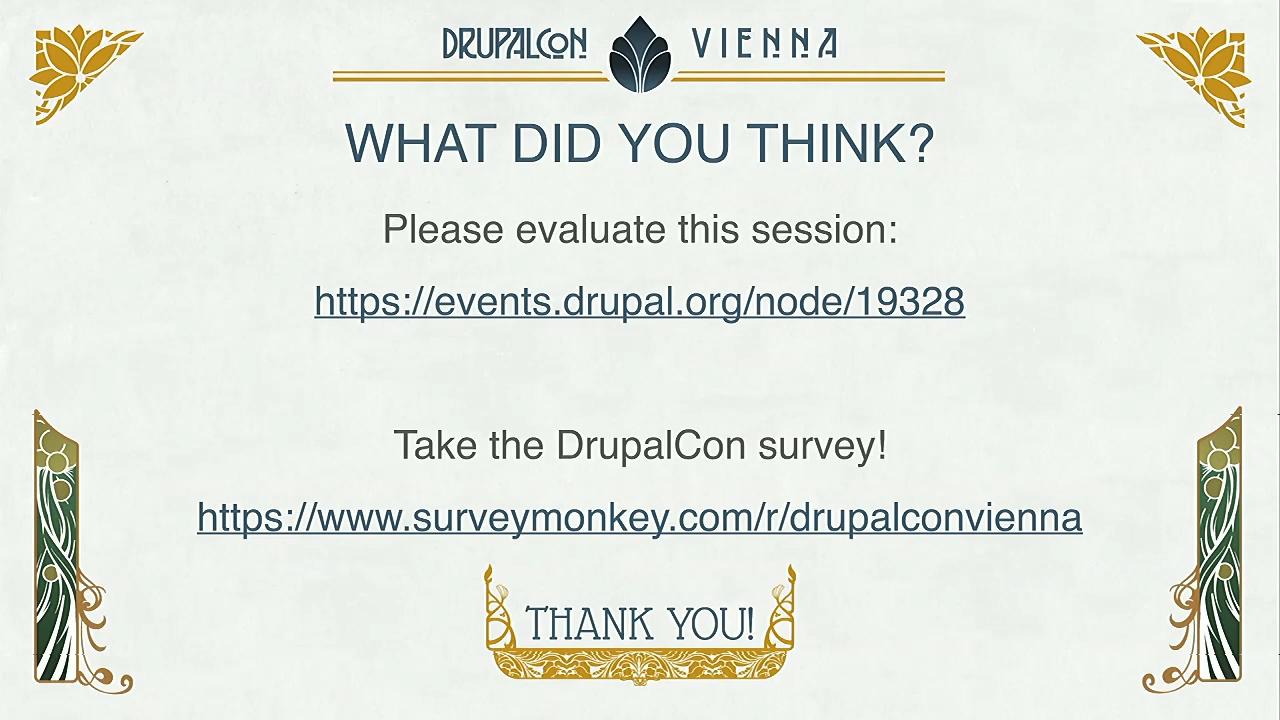 DRUPALCON VIENNA
WHAT DID YOU THINK?
Please evaluate this session:
https://events.drupal.org/node/19328
Take the DrupalCon survey!
https://www.surveymonkey.com/r/drupalconvienna
THANK YOU!